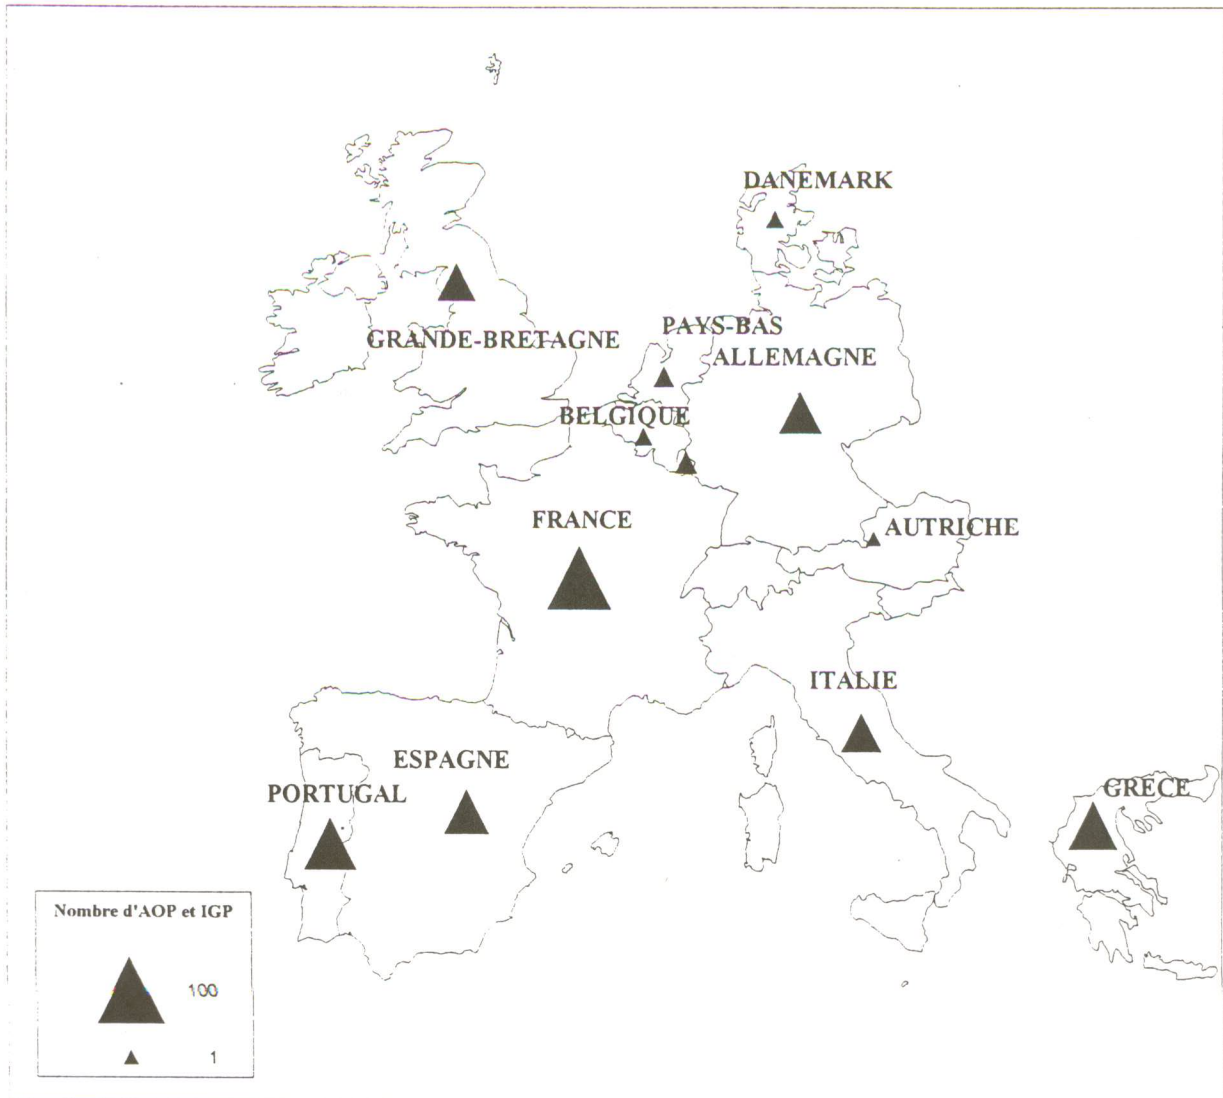 DANEMARK
PAYS-BAS
GRANDE-BRETAGNE
ALLEMAGNE
BELGIQUE
FRANCE
AUTRICHE
ITALIE
ESPAGNE
GRECE
PORTUGAL
Nombre d'AOP et IGP
100
1